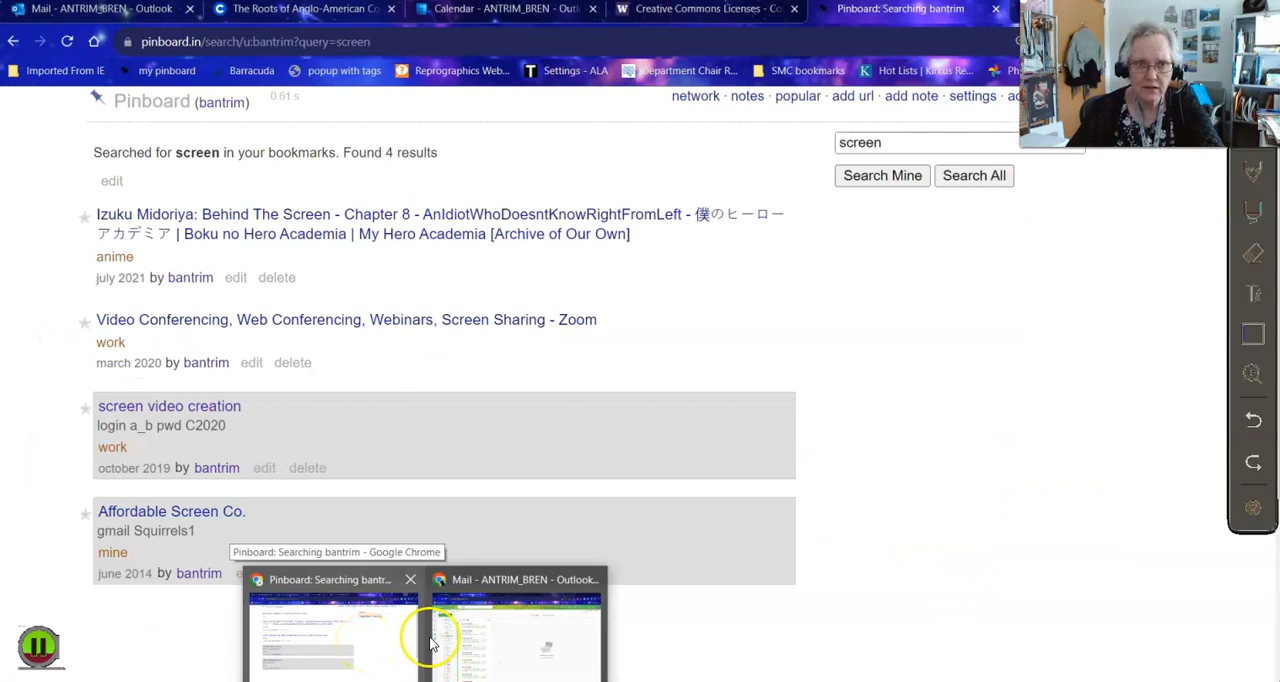 Mail - ANTRIM_BREN - Outlook
The Roots of Anglo-American Co
Calendar - ANTRIM_BREN - Outl
Creative Commons Licenses - Co
Pinboard: Searching bantrim
pinboard.in/search/u:bantrim?query=screen
Imported From IE
my pinboard
Barracuda
popup with tags
Reprographics Web...
Settings - ALA
Department Chair R...
SMC bookmarks
Hot Lists | Kirkus Re...
Pinboard (bantrim)
0.61 s
network · notes · popular · add url · add note · settings ·
Searched for screen in your bookmarks. Found 4 results
edit
screen
Search Mine
Search All
Izuku Midoriya: Behind The Screen - Chapter 8 - AnIdiotWhoDoesntKnowRightFromLeft - 僕のヒーロー
アカデミア | Boku no Hero Academia | My Hero Academia [Archive of Our Own]
anime
july 2021 by bantrim edit delete
Video Conferencing, Web Conferencing, Webinars, Screen Sharing - Zoom
work
march 2020 by bantrim edit delete
screen video creation
login a_b pwd C2020
work
october 2019 by bantrim edit delete
Affordable Screen Co.
gmail Squirrels1
mine
june 2014 by bantrim
Pinboard: Searching bantrim - Google Chrome
Pinboard: Searching bantr...
Mail - ANTRIM_BREN - Outlook...